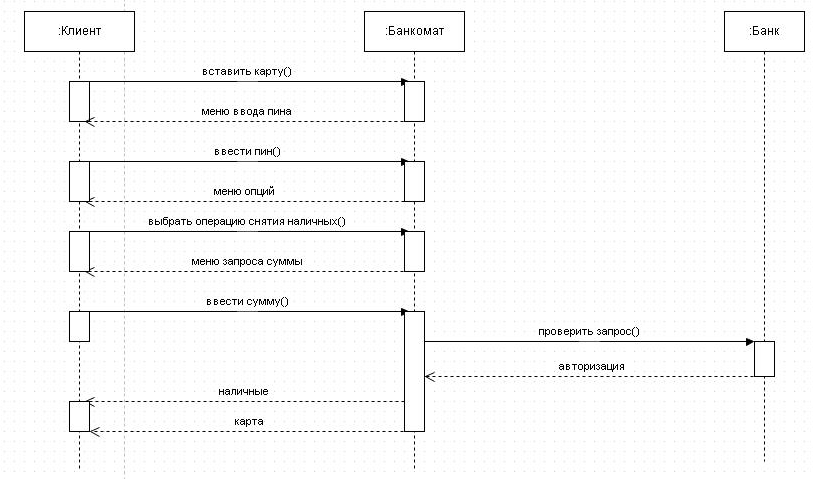 :Клиент
:Банкомат
:Банк
вставить карту()
меню ввода пина
ввести пин()
меню опций
выбрать операцию снятия наличных()
меню запроса суммы
ввести сумму()
проверить запрос()
авторизация
наличные
карта